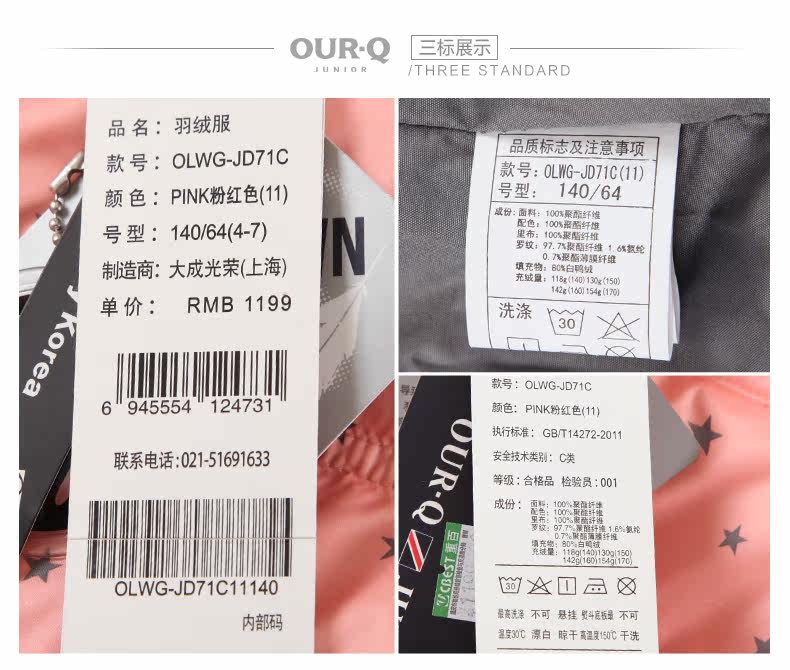 OUR·Q
JUNIOR
三标展示
/THREE STANDARD
品名： 羽绒服
款号： OLWG-JD71C
颜色： PINK粉红色(11)
号型： 140/64(4-7)
制造商： 大成光荣(上海)
单价： RMB 1199
6 945554 124731
联系电话:021-51691633
OLWG-JD71C11140
内部码
y Korea
WN
品质标志及注意事项
款号: OLWG-JD71C(11)
号型： 140/64
成份: 面料: 100%聚酯纤维
配色: 100%聚酯纤维
里布: 100%聚酯纤维
罗纹: 97.7%聚酯纤维 1.6%氨纶
0.7%聚酯薄膜纤维
填充物: 80%白鸭绒
充绒量: 118g(140)130g(150)
142g(160)154g(170)
洗涤
30
款号： OLWG-JD71C
颜色： PINK粉红色(11)
执行标准： GB/T14272-2011
安全技术类别： C类
等级： 合格品 检验员:001
成份： 面料: 100%聚酯纤维
配色: 100%聚酯纤维
里布: 100%聚酯纤维
罗纹: 97.7%聚酯纤维 1.6%氨纶
0.7%聚酯薄膜纤维
填充物: 80%白鸭绒
充绒量: 118g(140)130g(150)
142g(160)154g(170)
30
最高洗涤 不可 悬挂 熨斗底板最 不可
温度30℃ 漂白 晾干 高温度150℃ 干洗
OUR·Q